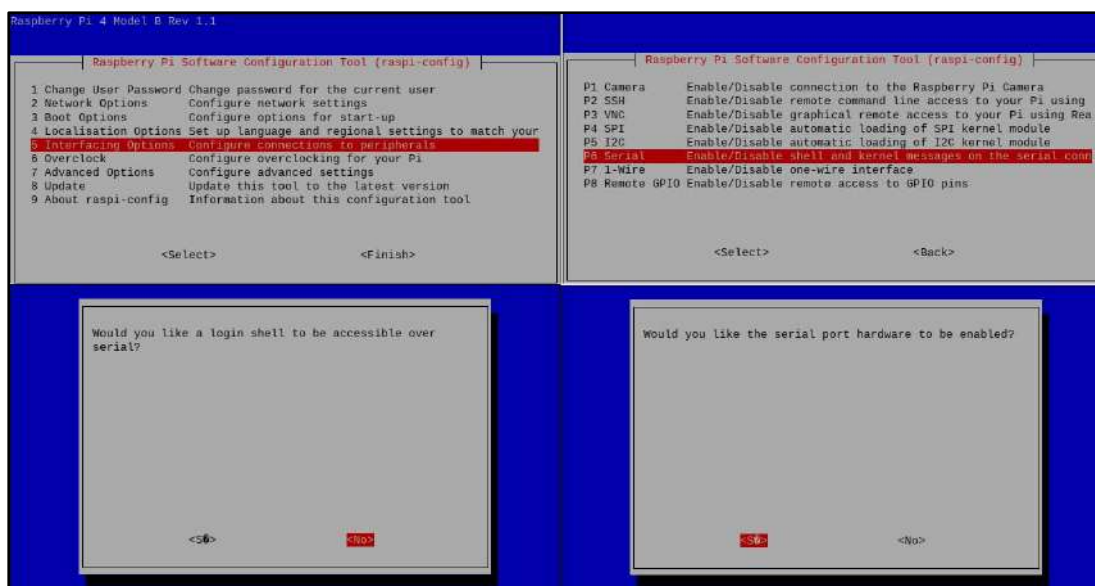 Raspberry Pi 4 Model B Rev 1.1
Raspberry Pi Software Configuration Tool (raspi-config)
1 Change User Password Change password for the current user
2 Network Options Configure network settings
3 Boot Options Configure options for start-up
4 Localisation Options Set up language and regional settings to match your
5 Interfacing Options Configure connections to peripherals
6 Overclock Configure overclocking for your Pi
7 Advanced Options Configure advanced settings
8 Update Update this tool to the latest version
9 About raspi-config Information about this configuration tool
<Select> <Finish>
Raspberry Pi Software Configuration Tool (raspi-config)
P1 Camera Enable/Disable connection to the Raspberry Pi Camera
P2 SSH Enable/Disable remote command line access to your Pi using
P3 VNC Enable/Disable graphical remote access to your Pi using Rea
P4 SPI Enable/Disable automatic loading of SPI kernel module
P5 I2C Enable/Disable automatic loading of I2C kernel module
P6 Serial Enable/Disable shell and kernel messages on the serial conn
P7 1-Wire Enable/Disable one-wire interface
P8 Remote GPIO Enable/Disable remote access to GPIO pins
<Select> <Back>
Would you like a login shell to be accessible over
serial?
<S�> <No>
Would you like the serial port hardware to be enabled?
<S�> <No>